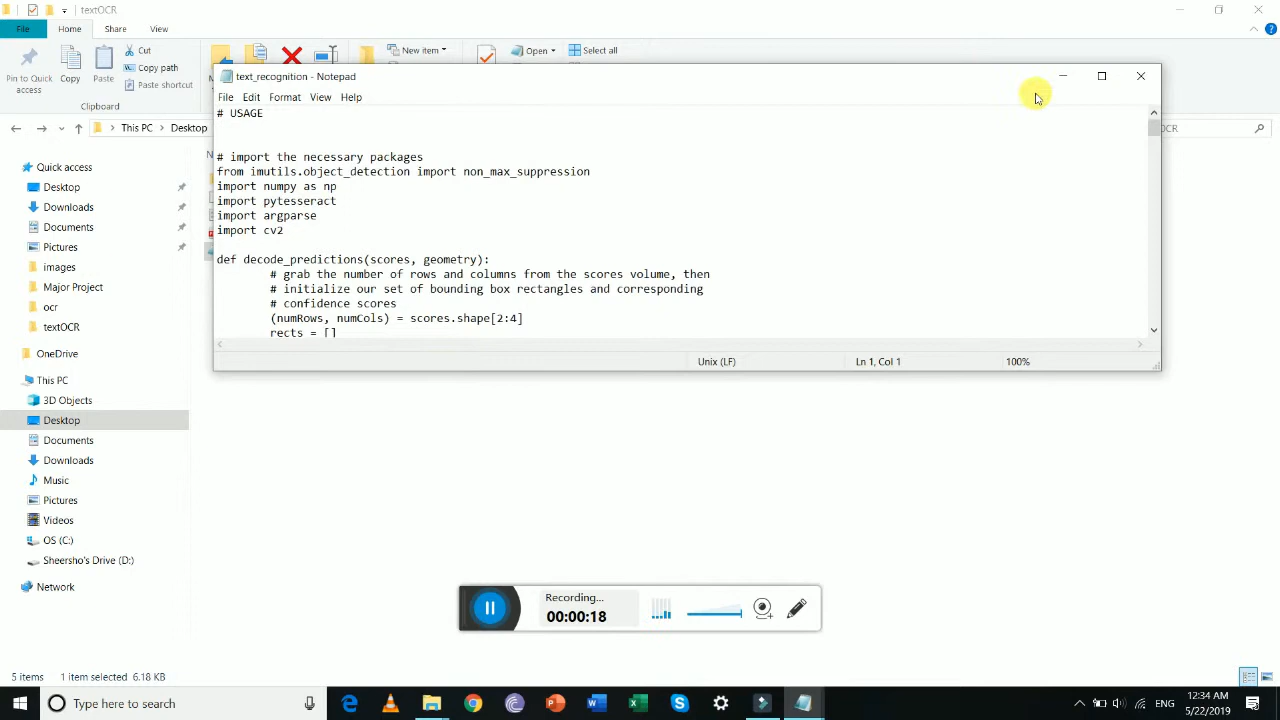 textOCR
File
Home
Share
View
Pin to Quick access
Copy
Paste
Cut
Copy path
Paste shortcut
Clipboard
New item
Open
Select all
text_recognition - Notepad
File Edit Format View Help
# USAGE
# import the necessary packages
from imutils.object_detection import non_max_suppression
import numpy as np
import pytesseract
import argparse
import cv2
def decode_predictions(scores, geometry):
# grab the number of rows and columns from the scores volume, then
# initialize our set of bounding box rectangles and corresponding
# confidence scores
(numRows, numCols) = scores.shape[2:4]
rects = []
Unix (LF)
Ln 1, Col 1
100%
This PC
Desktop
OCR
Quick access
Desktop
Downloads
Documents
Pictures
images
Major Project
ocr
textOCR
OneDrive
This PC
3D Objects
Desktop
Documents
Downloads
Music
Pictures
Videos
OS (C:)
Sheersho's Drive (D:)
Network
Recording...
00:00:18
5 items
1 item selected 6.18 KB
Type here to search
ENG
12:34 AM
5/22/2019